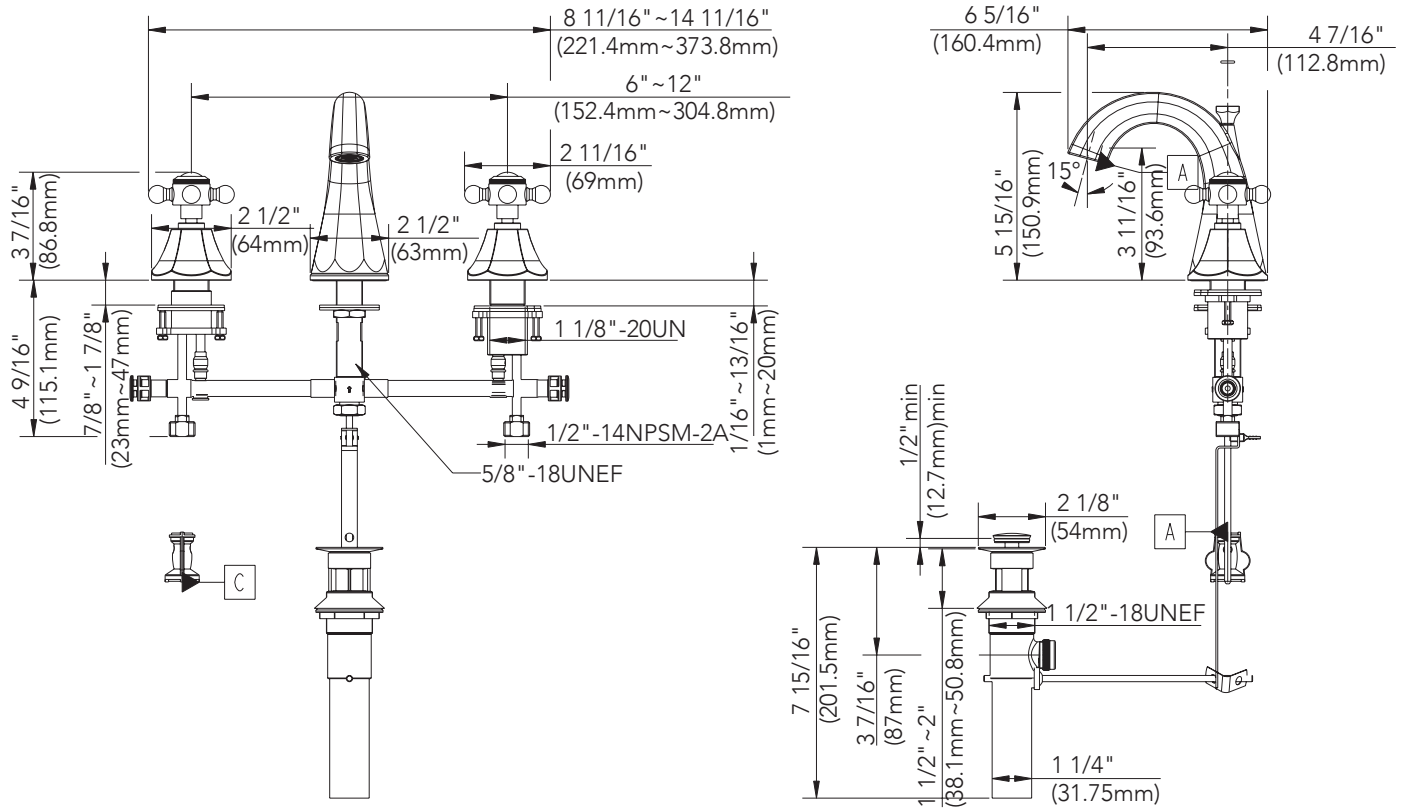 8 11/16"~14 11/16"
(221.4mm~373.8mm)
6"~12"
(152.4mm~304.8mm)
2 11/16"
(69mm)
3 7/16"
(86.8mm)
2 1/2"
(64mm)
2 1/2"
(63mm)
4 9/16"
(115.1mm)
7/8"~1 7/8"
(23mm~47mm)
1 1/8"-20UN
1/16"~13/16"
(1mm~20mm)
1/2"-14NPSM-2A
5/8"-18UNEF
C
6 5/16"
(160.4mm)
4 7/16"
(112.8mm)
5 15/16"
(150.9mm)
15°
A
3 11/16"
(93.6mm)
1/2" min
(12.7mm)min
2 1/8"
(54mm)
A
7 15/16"
(201.5mm)
3 7/16"
(87mm)
1 1/2"~2"
(38.1mm~50.8mm)
1 1/2"-18UNEF
1 1/4"
(31.75mm)